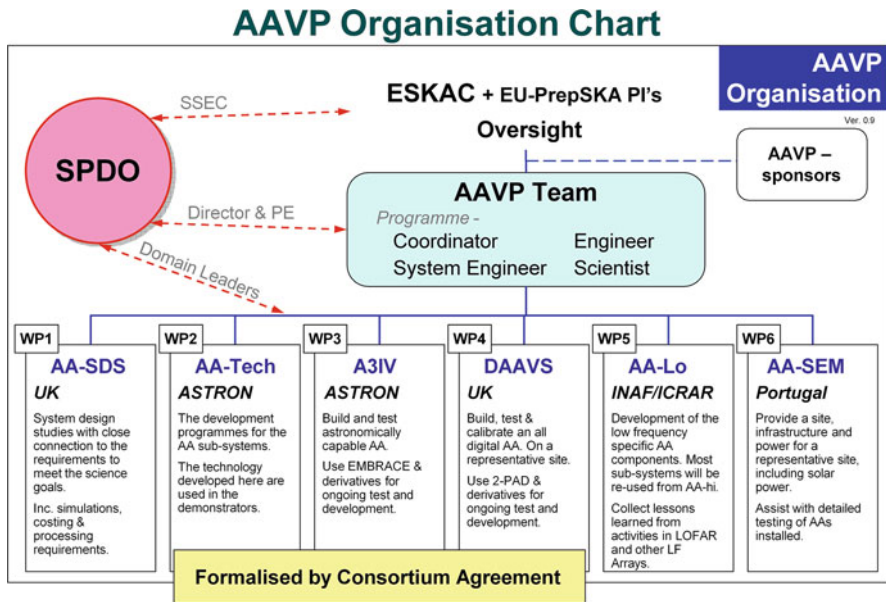 AAVP Organisation Chart
AAVP
Organisation
Ver. 0.9
SSEC
ESKAC + EU-PrepSKA PI's
Oversight
AAVP –
sponsors
SPDO
Director & PE
Domain Leaders
AAVP Team
Programme -
Coordinator Engineer
System Engineer Scientist
WP1
AA-SDS
UK
System design
studies with close
connection to the
requirements to
meet the science
goals.
Inc. simulations,
costing &
processing
requirements.
WP2
AA-Tech
ASTRON
The development
programmes for the
AA sub-systems.
The technology
developed here are
used in the
demonstrators.
WP3
A3IV
ASTRON
Build and test
astronomically
capable AA.
Use EMBRACE &
derivatives for
ongoing test and
development.
WP4
DAAVS
UK
Build, test &
calibrate an all
digital AA. On a
representative site.
Use 2-PAD &
derivatives for
ongoing test and
development.
WP5
AA-Lo
INAF/ICRAR
Development of the
low frequency
specific AA
components. Most
sub-systems will be
re-used from AA-hi.
Collect lessons
learned from
activities in LOFAR
and other LF
Arrays.
WP6
AA-SEM
Portugal
Provide a site,
infrastructure and
power for a
representative site,
including solar
power.
Assist with detailed
testing of AAs
installed.
Formalised by Consortium Agreement